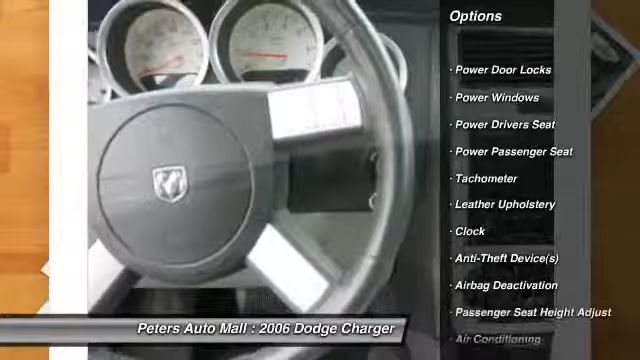 Options
· Power Door Locks
· Power Windows
· Power Drivers Seat
· Power Passenger Seat
· Tachometer
· Leather Upholstery
· Clock
· Anti-Theft Device(s)
· Airbag Deactivation
· Passenger Seat Height Adjust
· Air Conditioning
Peters Auto Mall : 2006 Dodge Charger